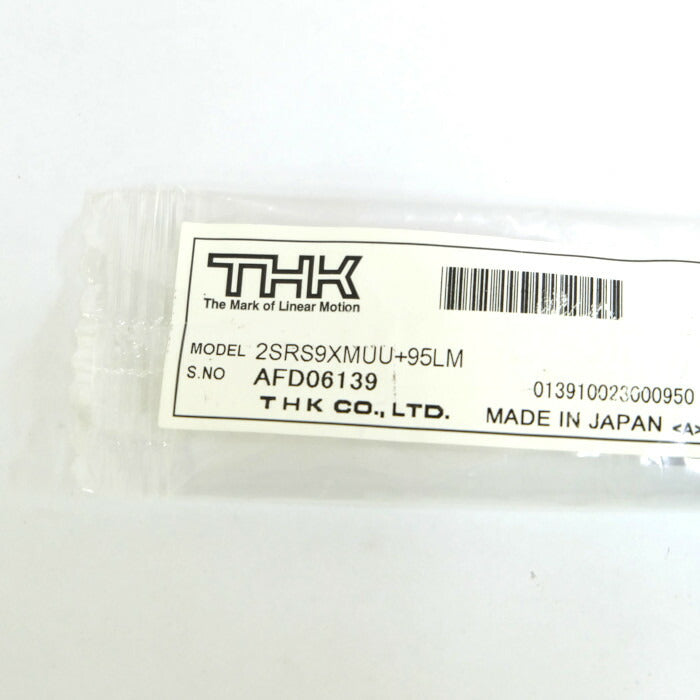 THK
The Mark of Linear Motion
MODEL 2SRS9XMUU+95LM
S.NO AFD06139
013910023000950
THK CO., LTD.
MADE IN JAPAN <A>